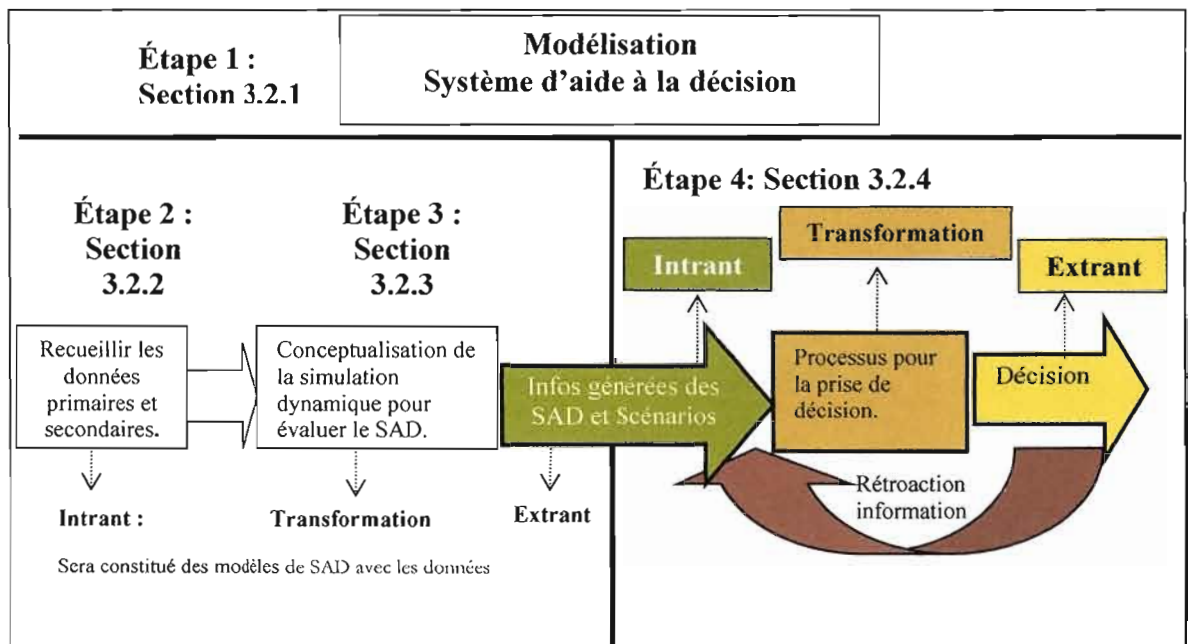 Étape 1 :
Section 3.2.1
Modélisation
Système d'aide à la décision
Étape 2 :
Section
3.2.2
Étape 3 :
Section
3.2.3
Recueillir les
données
primaires et
secondaires.
Conceptualisation de
la simulation
dynamique pour
évaluer le SAD.
Intrant :
Transformation
Extrant
Sera constitué des modèles de SAD avec les données
Étape 4: Section 3.2.4
Intrant
Transformation
Extrant
Infos générées des
SAD et Scénarios
Processus pour
la prise de
décision.
Décision
Rétroaction
information